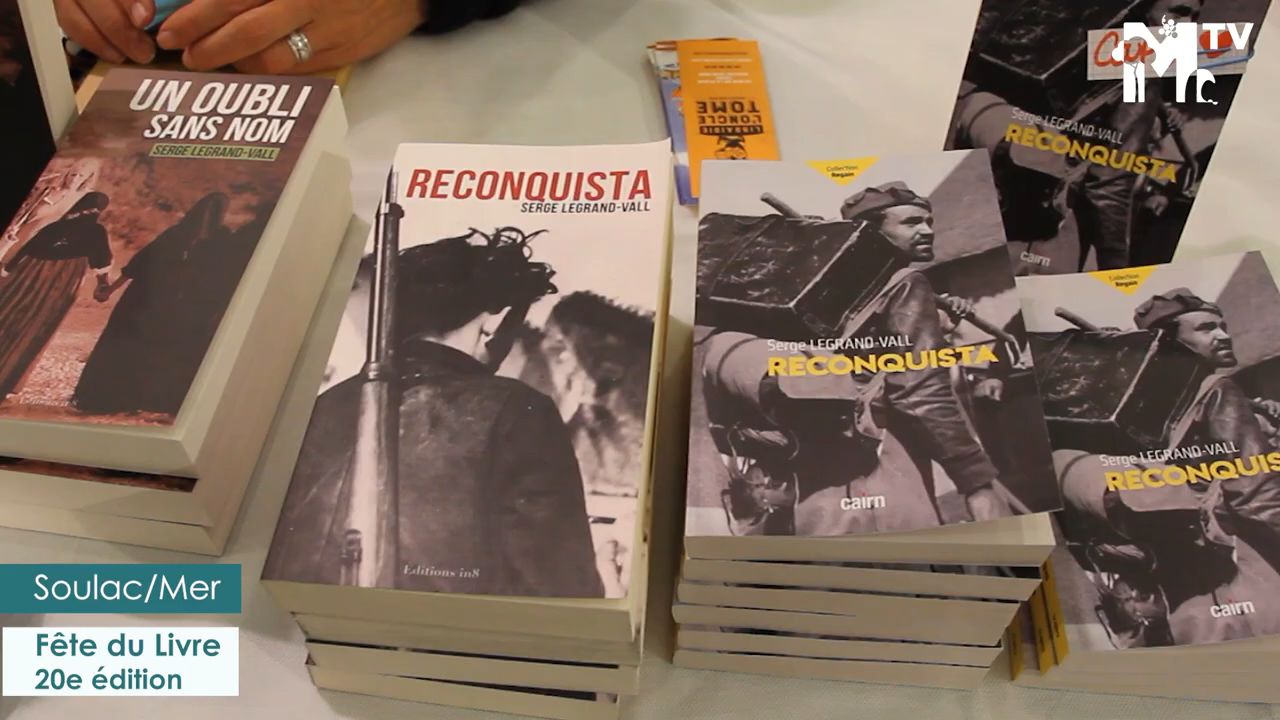 UN OUBLI
SANS NOM
SERGE LEGRAND-VALL
RECONQUISTA
SERGE LEGRAND-VALL
Editions in8
LIBRAIRIE
L'ONCLE
TOME
Collection
Regain
Serge LEGRAND-VALL
RECONQUISTA
cairn
Serge LEGRAND-VALL
RECONQUISTA
cairn
Collection
Regain
Serge LEGRAND-VALL
RECONQUIS
cairn
M TV
Soulac/Mer
Fête du Livre
20e édition